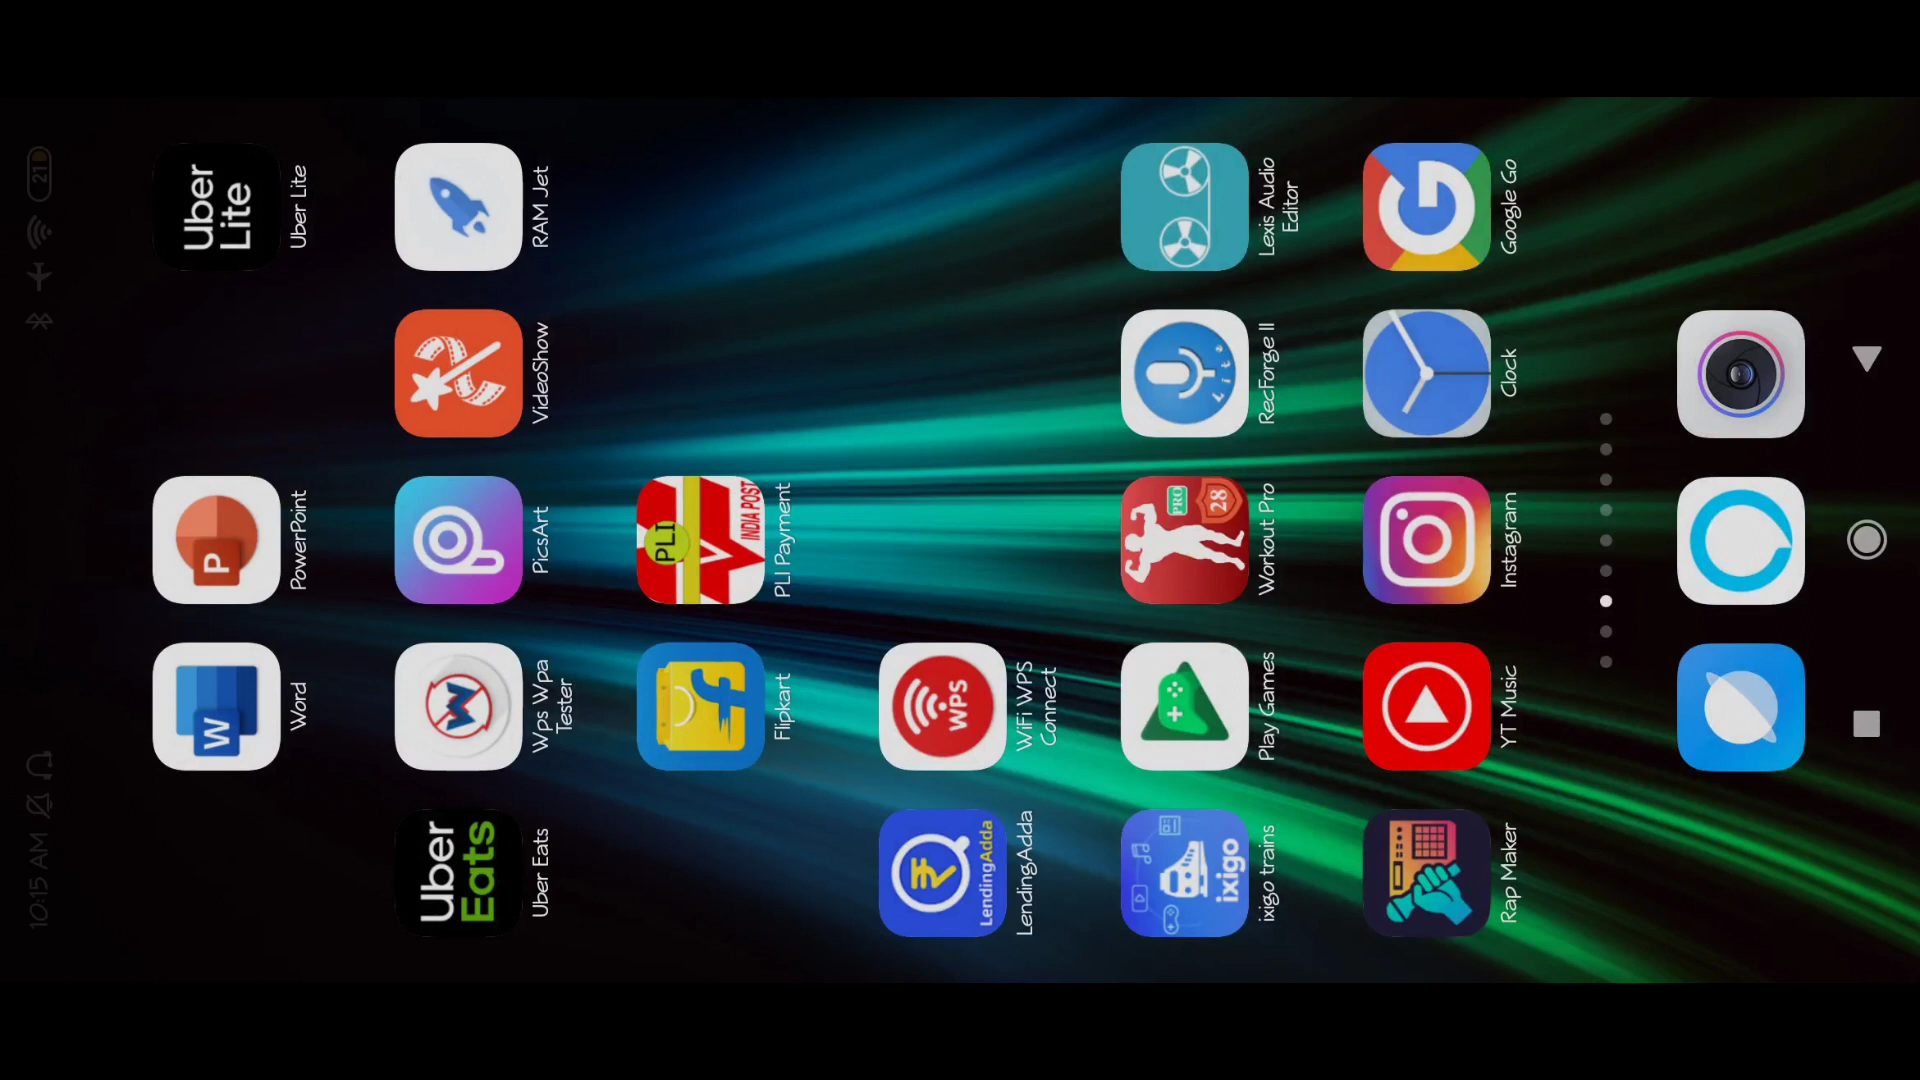 10:15 AM
21
W
Word
P
PowerPoint
Uber
Lite
Uber Lite
Uber
Eats
Uber Eats
Wps Wpa
Tester
PicsArt
VideoShow
RAM Jet
Flipkart
PLI
INDIA POST
PLI Payment
LendingAdda
LendingAdda
WPS
WiFi WPS
Connect
ixigo
ixigo trains
Play Games
PRO
28
Workout Pro
Lite
RecForge II
Lexis Audio
Editor
Rap Maker
YT Music
Instagram
Clock
G
Google Go